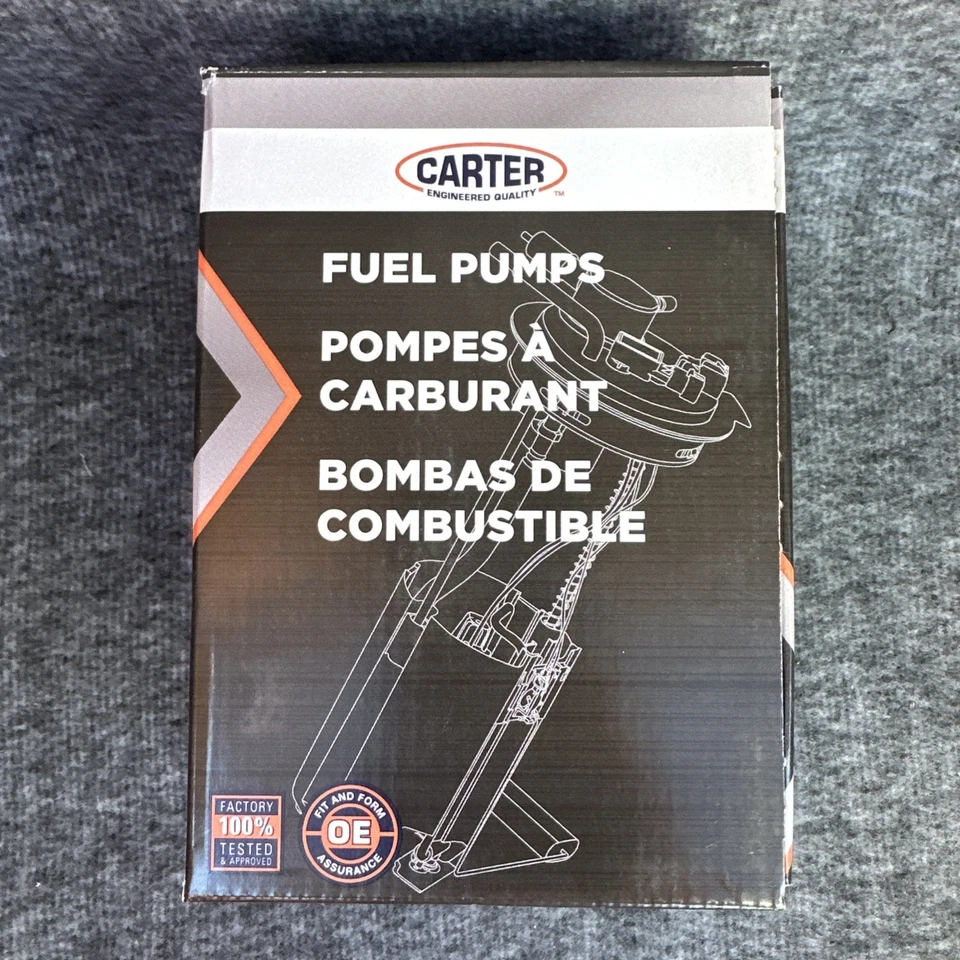 CARTER
ENGINEERED QUALITY ™
FUEL PUMPS
POMPES À
CARBURANT
BOMBAS DE
COMBUSTIBLE
FACTORY
100%
TESTED
& APPROVED
FIT AND FORM
OE
ASSURANCE